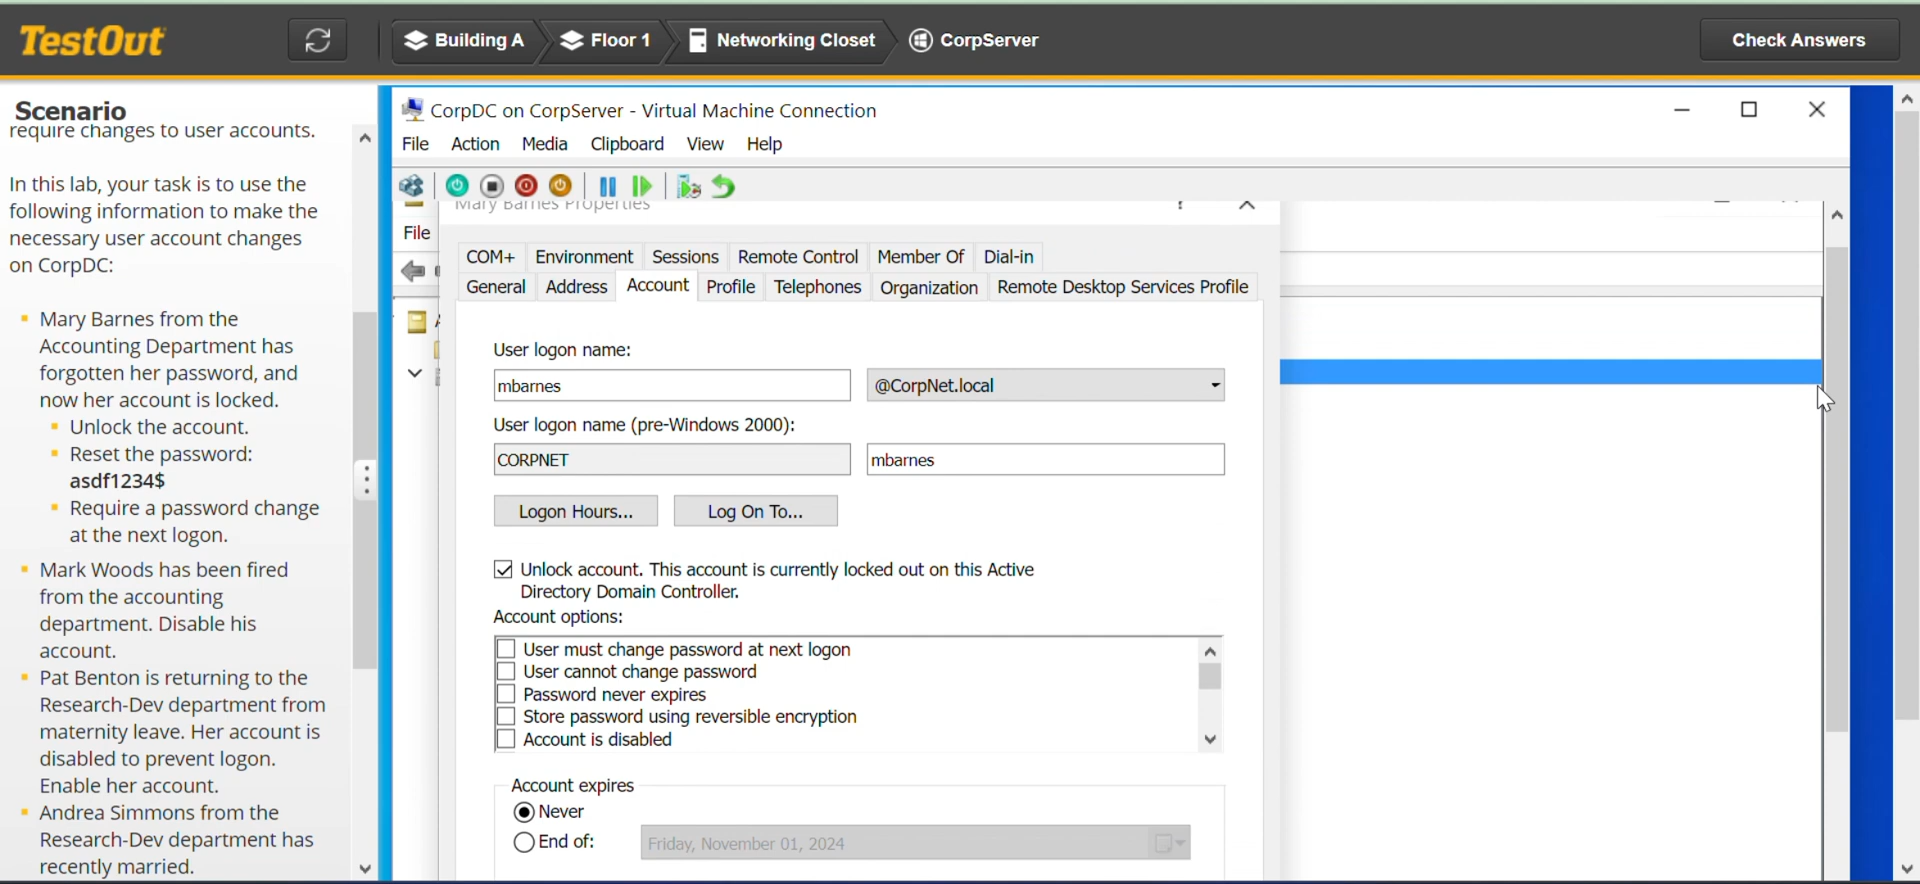 TestOut
Building A
Floor 1
Networking Closet
CorpServer
Check Answers
Scenario
require changes to user accounts.
In this lab, your task is to use the
following information to make the
necessary user account changes
on CorpDC:
Mary Barnes from the
Accounting Department has
forgotten her password, and
now her account is locked.
Unlock the account.
Reset the password:
asdf1234$
Require a password change
at the next logon.
Mark Woods has been fired
from the accounting
department. Disable his
account.
Pat Benton is returning to the
Research-Dev department from
maternity leave. Her account is
disabled to prevent logon.
Enable her account.
Andrea Simmons from the
Research-Dev department has
recently married.
CorpDC on CorpServer - Virtual Machine Connection
File Action Media Clipboard View Help
Mary Barnes Properties ?
File
COM+ Environment Sessions Remote Control Member Of Dial-in
General Address Account Profile Telephones Organization Remote Desktop Services Profile
User logon name:
mbarnes @CorpNet.local
User logon name (pre-Windows 2000):
CORPNET mbarnes
Logon Hours... Log On To...
Unlock account. This account is currently locked out on this Active
Directory Domain Controller.
Account options:
User must change password at next logon
User cannot change password
Password never expires
Store password using reversible encryption
Account is disabled
Account expires
Never
End of: Friday, November 01, 2024